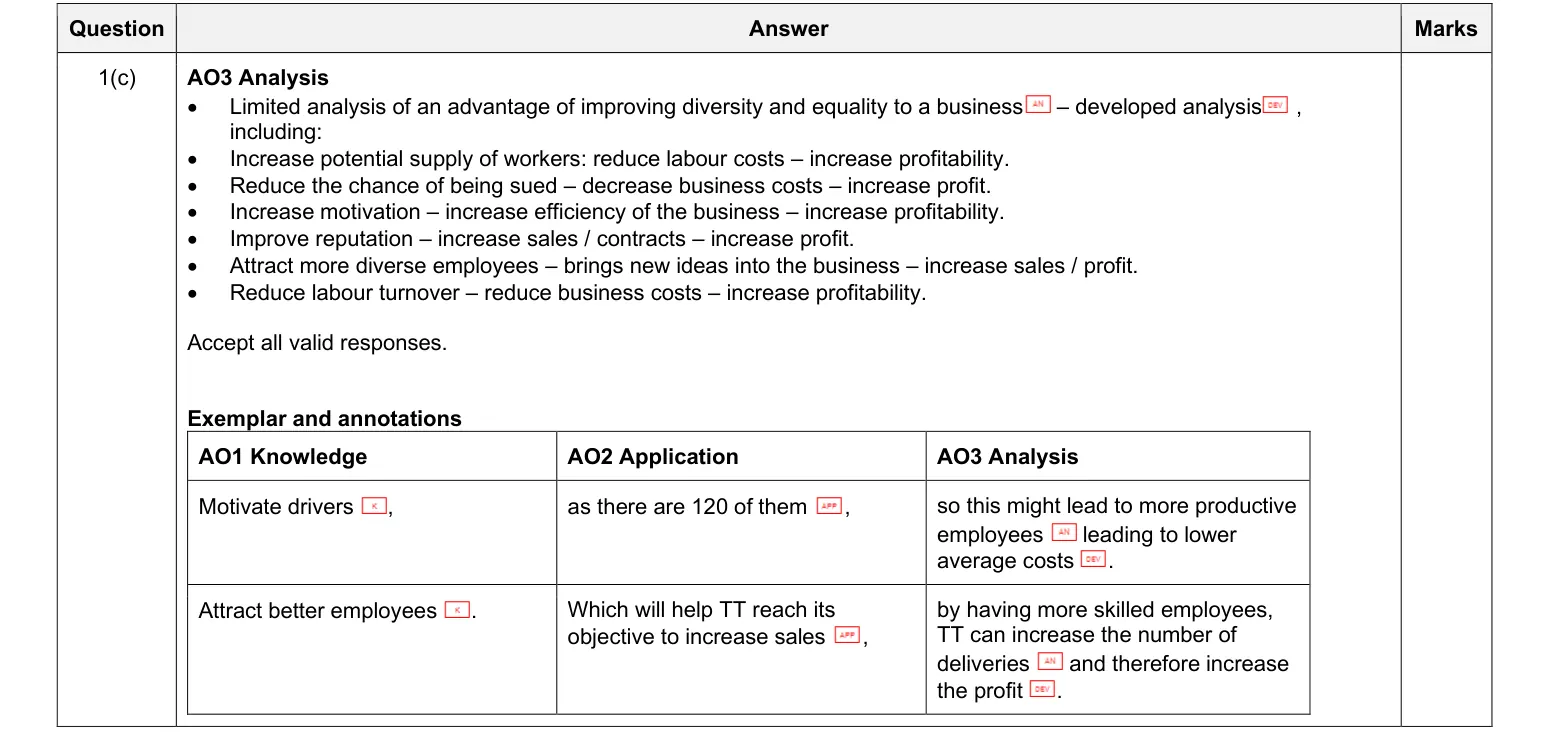 Question Answer Marks
1(c)
AO3 Analysis
• Limited analysis of an advantage of improving diversity and equality to a business AN – developed analysis DEV ,
including:
• Increase potential supply of workers: reduce labour costs – increase profitability.
• Reduce the chance of being sued – decrease business costs – increase profit.
• Increase motivation – increase efficiency of the business – increase profitability.
• Improve reputation – increase sales / contracts – increase profit.
• Attract more diverse employees – brings new ideas into the business – increase sales / profit.
• Reduce labour turnover – reduce business costs – increase profitability.
Accept all valid responses.
Exemplar and annotations
AO1 Knowledge AO2 Application AO3 Analysis
Motivate drivers K ,
as there are 120 of them APP ,
so this might lead to more productive
employees AN leading to lower
average costs DEV .
Attract better employees K .
Which will help TT reach its
objective to increase sales APP ,
by having more skilled employees,
TT can increase the number of
deliveries AN and therefore increase
the profit DEV .